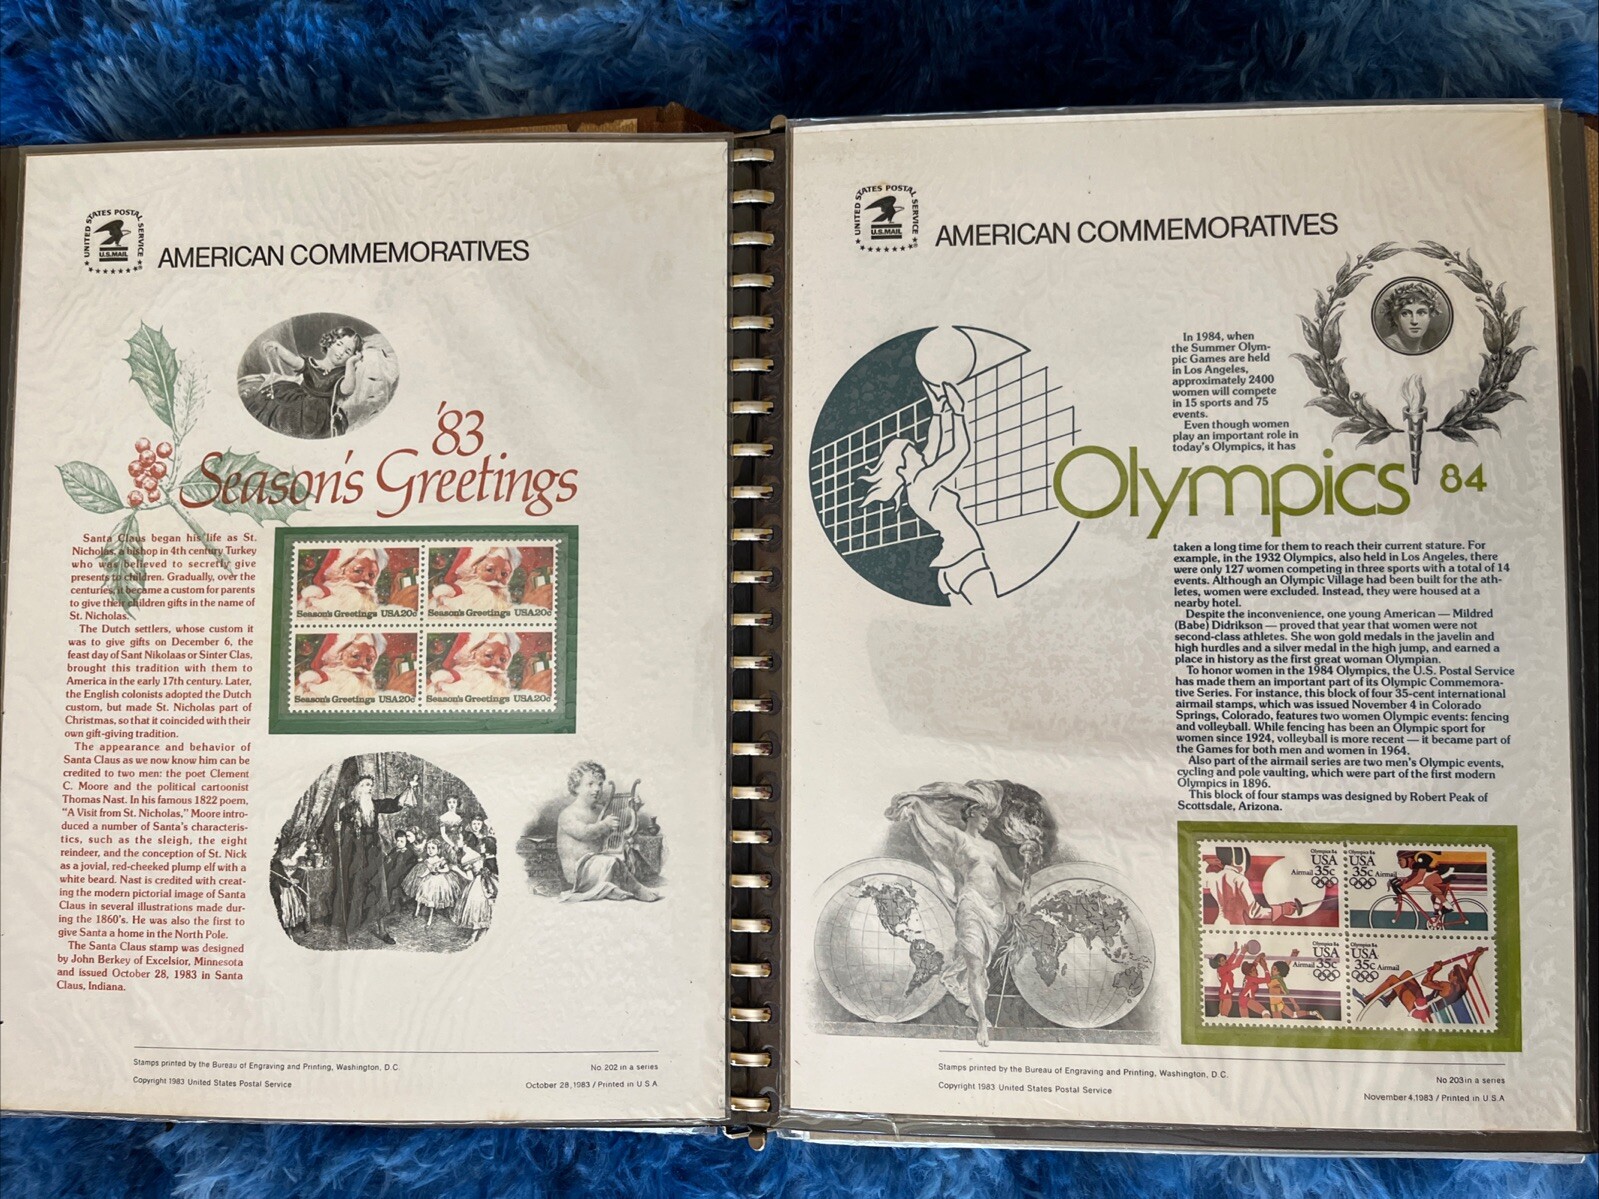 UNITED STATES POSTAL SERVICE
U.S.MAIL
AMERICAN COMMEMORATIVES
'83
Season's Greetings
Santa Claus began his life as St.
Nicholas, a bishop in 4th century Turkey
who was believed to secretly give
presents to children. Gradually, over the
centuries, it became a custom for parents
to give their children gifts in the name of
St. Nicholas.
The Dutch settlers, whose custom it
was to give gifts on December 6, the
feast day of Sant Nikolaas or Sinter Clas,
brought this tradition with them to
America in the early 17th century. Later,
the English colonists adopted the Dutch
custom, but made St. Nicholas part of
Christmas, so that it coincided with their
own gift-giving tradition.
The appearance and behavior of
Santa Claus as we now know him can be
credited to two men: the poet Clement
C. Moore and the political cartoonist
Thomas Nast. In his famous 1822 poem,
"A Visit from St. Nicholas," Moore intro-
duced a number of Santa's characteris-
tics, such as the sleigh, the eight
reindeer, and the conception of St. Nick
as a jovial, red-cheeked plump elf with a
white beard. Nast is credited with creat-
ing the modern pictorial image of Santa
Claus in several illustrations made dur-
ing the 1860's. He was also the first to
give Santa a home in the North Pole.
The Santa Claus stamp was designed
by John Berkey of Excelsior, Minnesota
and issued October 28, 1983 in Santa
Claus, Indiana.
Season's Greetings USA 20c
Season's Greetings USA 20c
Season's Greetings USA 20c
Season's Greetings USA 20c
Stamps printed by the Bureau of Engraving and Printing, Washington, D.C.
Copyright 1983 United States Postal Service
No. 202 in a series
October 28, 1983 / Printed in U S A
UNITED STATES POSTAL SERVICE
U.S.MAIL
AMERICAN COMMEMORATIVES
In 1984, when
the Summer Olym-
pic Games are held
in Los Angeles,
approximately 2400
women will compete
in 15 sports and 75
events.
Even though women
play an important role in
today's Olympics, it has
Olympics 84
taken a long time for them to reach their current stature. For
example, in the 1932 Olympics, also held in Los Angeles, there
were only 127 women competing in three sports with a total of 14
events. Although an Olympic Village had been built for the ath-
letes, women were excluded. Instead, they were housed at a
nearby hotel.
Despite the inconvenience, one young American — Mildred
(Babe) Didrikson — proved that year that women were not
second-class athletes. She won gold medals in the javelin and
high hurdles and a silver medal in the high jump, and earned a
place in history as the first great woman Olympian.
To honor women in the 1984 Olympics, the U.S. Postal Service
has made them an important part of its Olympic Commemora-
tive Series. For instance, this block of four 35-cent international
airmail stamps, which was issued November 4 in Colorado
Springs, Colorado, features two women Olympic events: fencing
and volleyball. While fencing has been an Olympic sport for
women since 1924, volleyball is more recent — it became part of
the Games for both men and women in 1964.
Also part of the airmail series are two men's Olympic events,
cycling and pole vaulting, which were part of the first modern
Olympics in 1896.
This block of four stamps was designed by Robert Peak of
Scottsdale, Arizona.
Olympics 84
USA
Airmail 35c
Olympics 84
USA
35c Airmail
Olympics 84
USA
Airmail 35c
Olympics 84
USA
35c Airmail
Stamps printed by the Bureau of Engraving and Printing, Washington, D.C.
Copyright 1983 United States Postal Service
No 203 in a series
November 4, 1983 / Printed in U.S.A